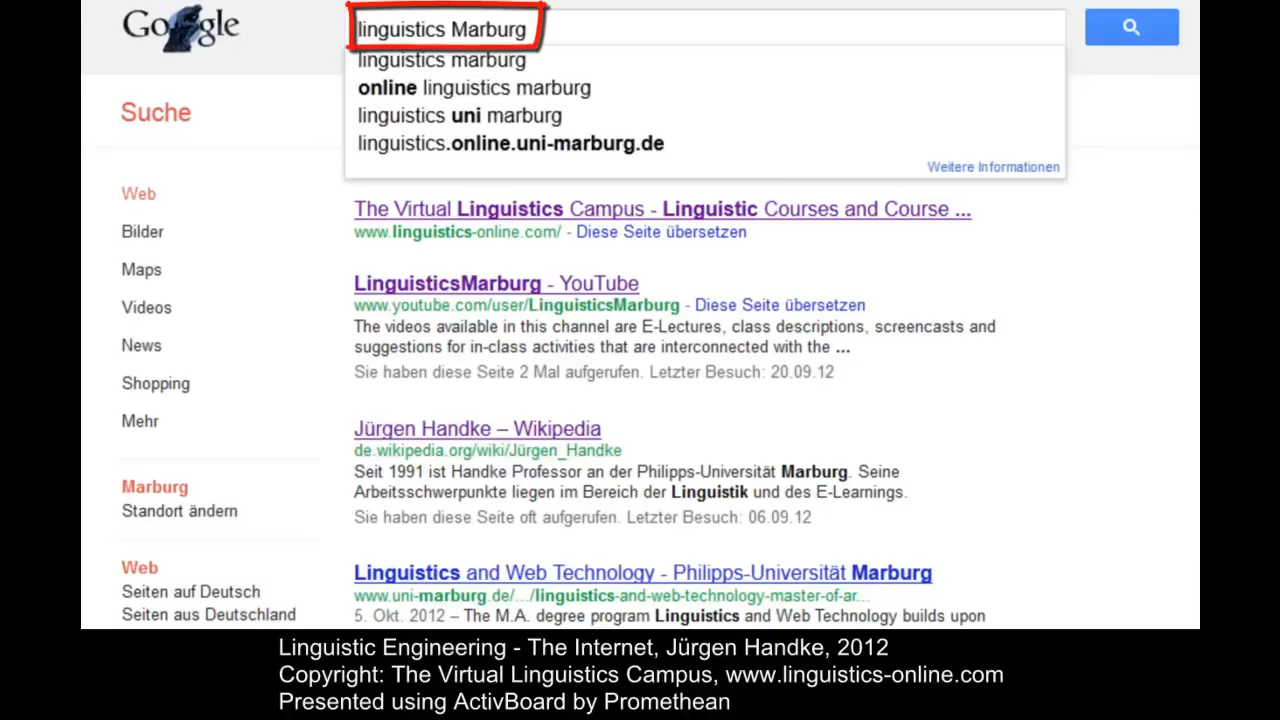 Google
linguistics Marburg
linguistics marburg
online linguistics marburg
linguistics uni marburg
linguistics.online.uni-marburg.de
Weitere Informationen
Suche
Web
Bilder
Maps
Videos
News
Shopping
Mehr
Marburg
Standort ändern
Web
Seiten auf Deutsch
Seiten aus Deutschland
The Virtual Linguistics Campus - Linguistic Courses and Course ...
www.linguistics-online.com/ - Diese Seite übersetzen
LinguisticsMarburg - YouTube
www.youtube.com/user/LinguisticsMarburg - Diese Seite übersetzen
The videos available in this channel are E-Lectures, class descriptions, screencasts and
suggestions for in-class activities that are interconnected with the ...
Sie haben diese Seite 2 Mal aufgerufen. Letzter Besuch: 20.09.12
Jürgen Handke – Wikipedia
de.wikipedia.org/wiki/Jürgen_Handke
Seit 1991 ist Handke Professor an der Philipps-Universität Marburg. Seine
Arbeitsschwerpunkte liegen im Bereich der Linguistik und des E-Learnings.
Sie haben diese Seite oft aufgerufen. Letzter Besuch: 06.09.12
Linguistics and Web Technology - Philipps-Universität Marburg
www.uni-marburg.de/.../linguistics-and-web-technology-master-of-ar...
5. Okt. 2012 – The M.A. degree program Linguistics and Web Technology builds upon
Linguistic Engineering - The Internet, Jürgen Handke, 2012
Copyright: The Virtual Linguistics Campus, www.linguistics-online.com
Presented using ActivBoard by Promethean